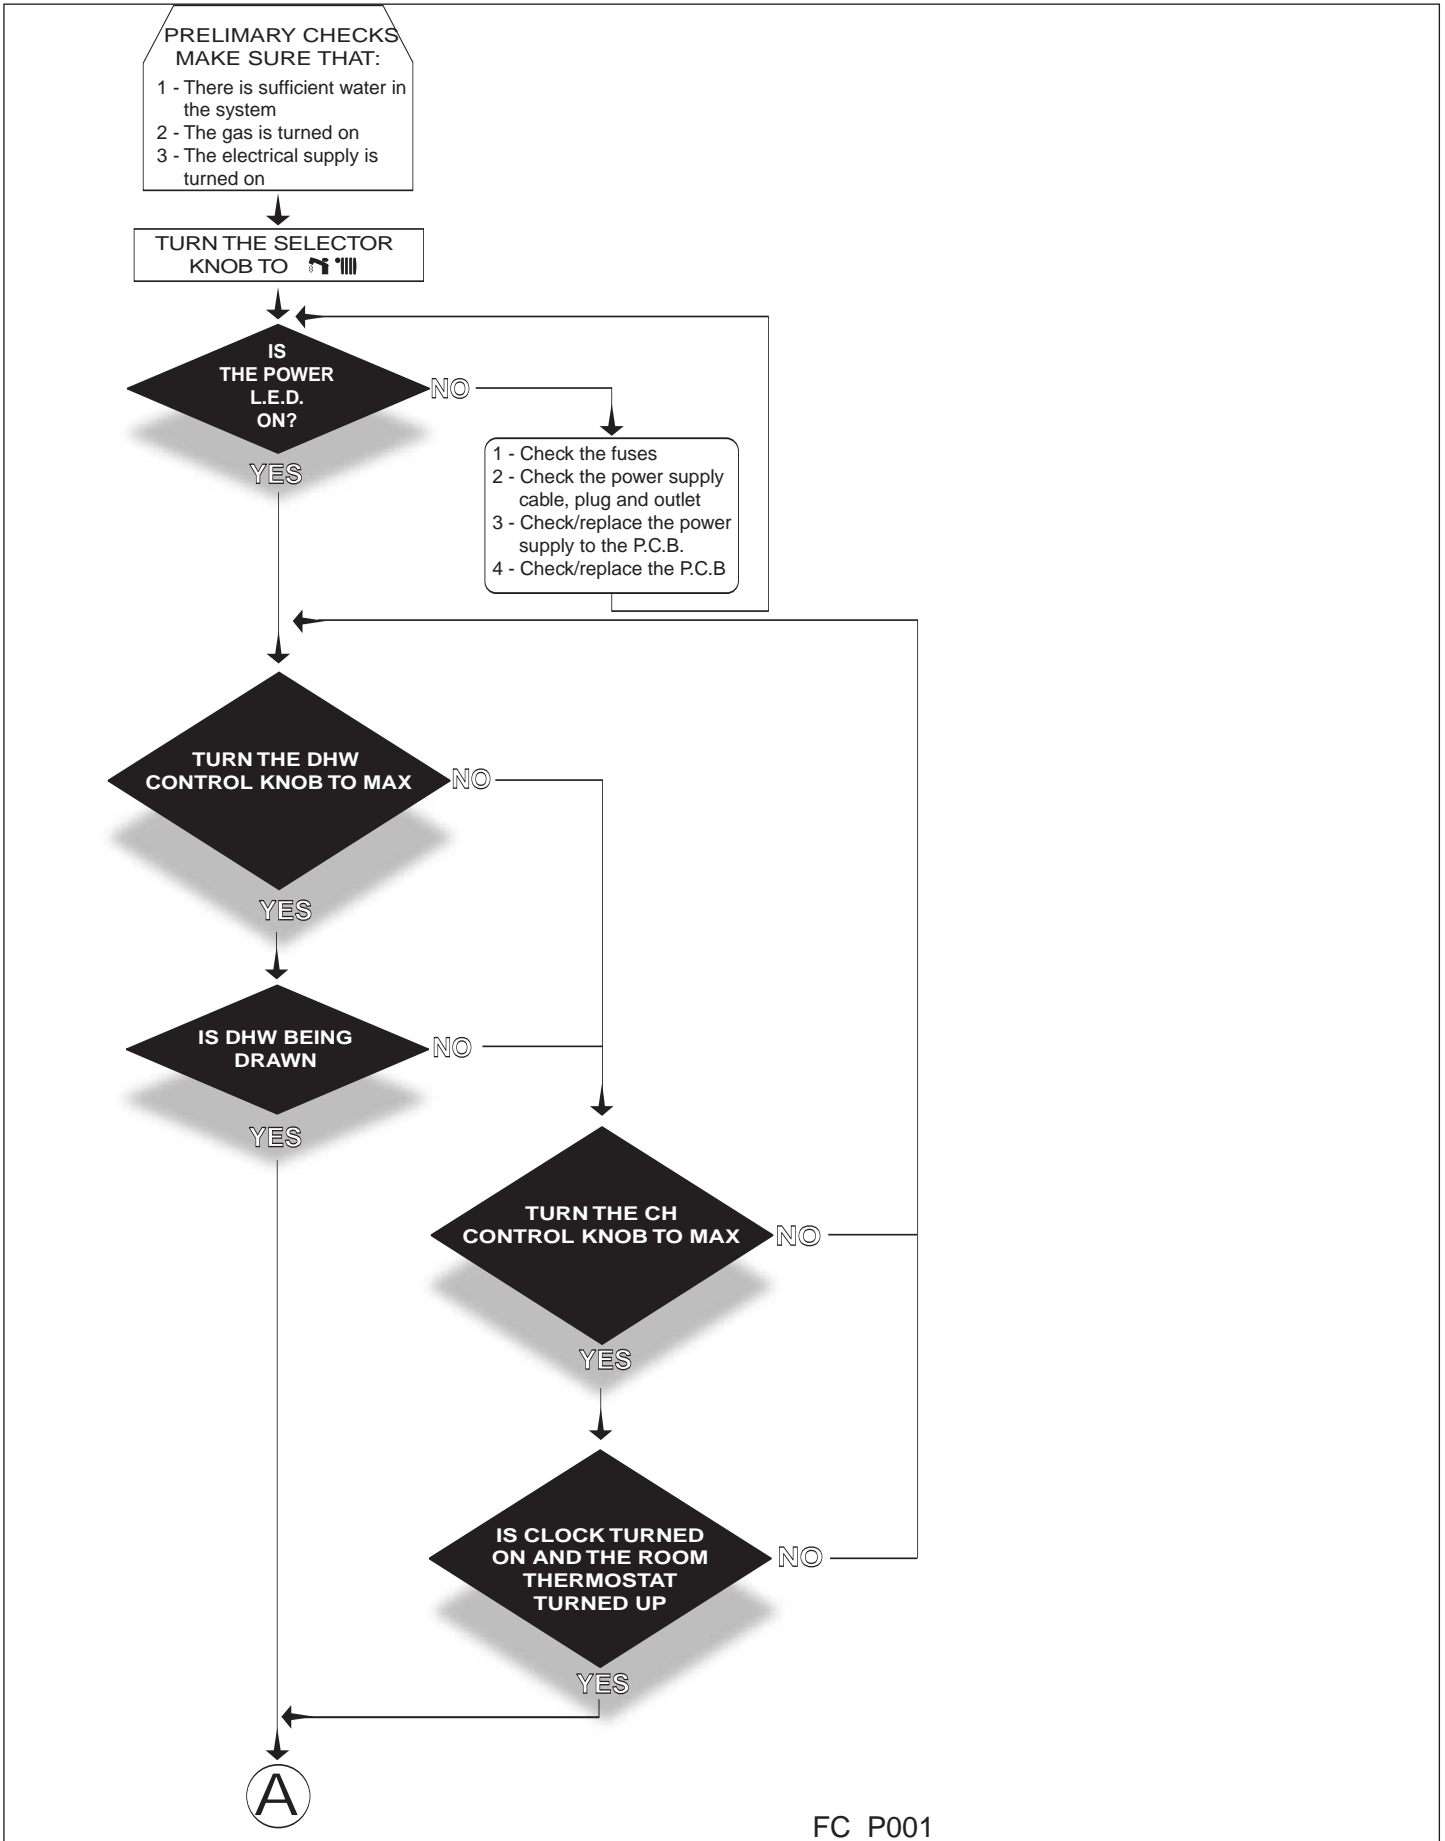 PRELIMARY CHECKS
MAKE SURE THAT:
1 - There is sufficient water in
the system
2 - The gas is turned on
3 - The electrical supply is
turned on
TURN THE SELECTOR
KNOB TO
IS
THE POWER
L.E.D.
ON?
NO
YES
1 - Check the fuses
2 - Check the power supply
cable, plug and outlet
3 - Check/replace the power
supply to the P.C.B.
4 - Check/replace the P.C.B
TURN THE DHW
CONTROL KNOB TO MAX
NO
YES
IS DHW BEING
DRAWN
NO
YES
TURN THE CH
CONTROL KNOB TO MAX
NO
YES
IS CLOCK TURNED
ON AND THE ROOM
THERMOSTAT
TURNED UP
NO
YES
A
FC P001